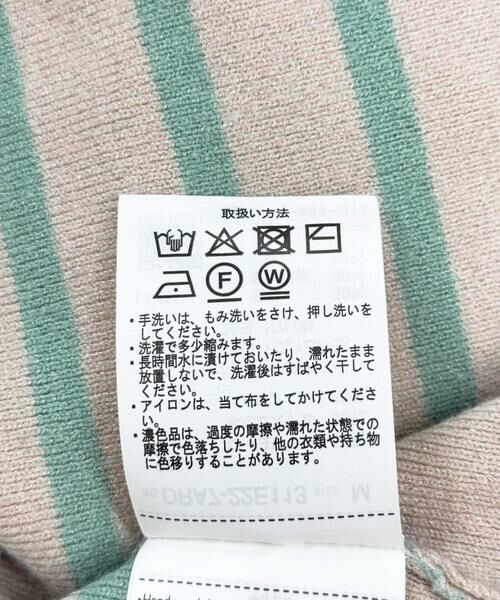 取扱い方法
F
W
・手洗いは、もみ洗いをさけ、押し洗いを
してください。
・洗濯で多少縮みます。
・長時間水に漬けておいたり、濡れたまま
放置しないで、洗濯後はすばやく干して
ください。
・アイロンは、当て布をしてかけてくださ
い。
・濃色品は、過度の摩擦や濡れた状態での
摩擦で色落ちしたり、他の衣類や持ち物
に色移りすることがあります。
DRA7-22E113 SIZE M